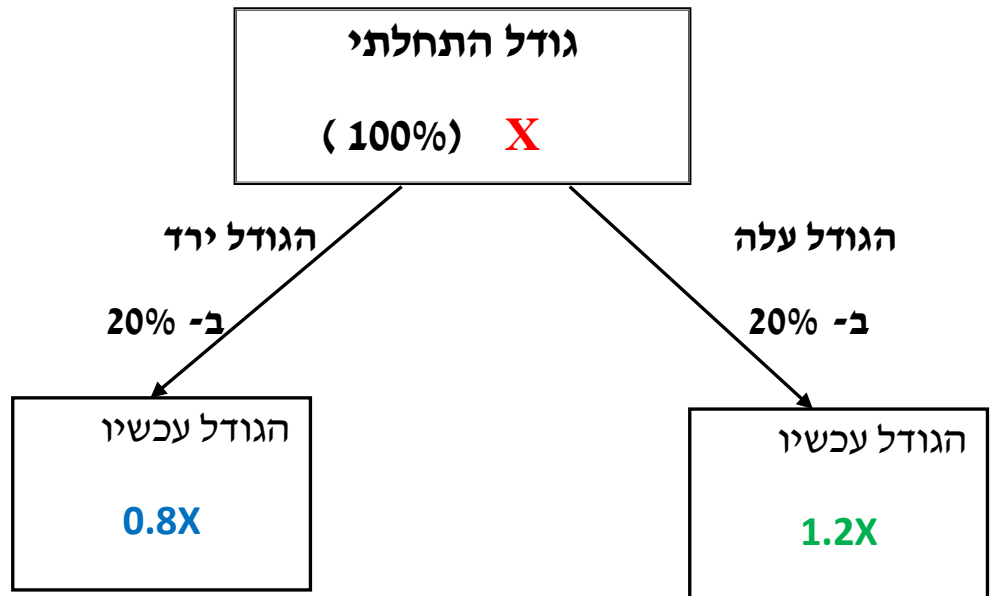 גודל התחלתי
X (100% )
הגודל עלה
ב- 20%
הגודל ירד
ב- 20%
הגודל עכשיו
1.2X
הגודל עכשיו
0.8X